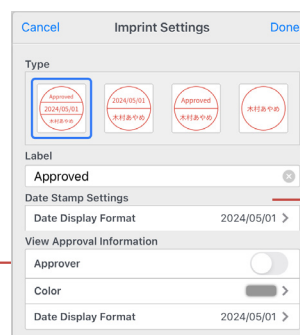 Cancel Imprint Settings Done
Type
Approved
2024/05/01
木村あやめ
2024/05/01
木村あやめ
Approved
木村あやめ
木村あやめ
Label
Approved
Date Stamp Settings
Date Display Format 2024/05/01
View Approval Information
Approver
Color
Date Display Format 2024/05/01